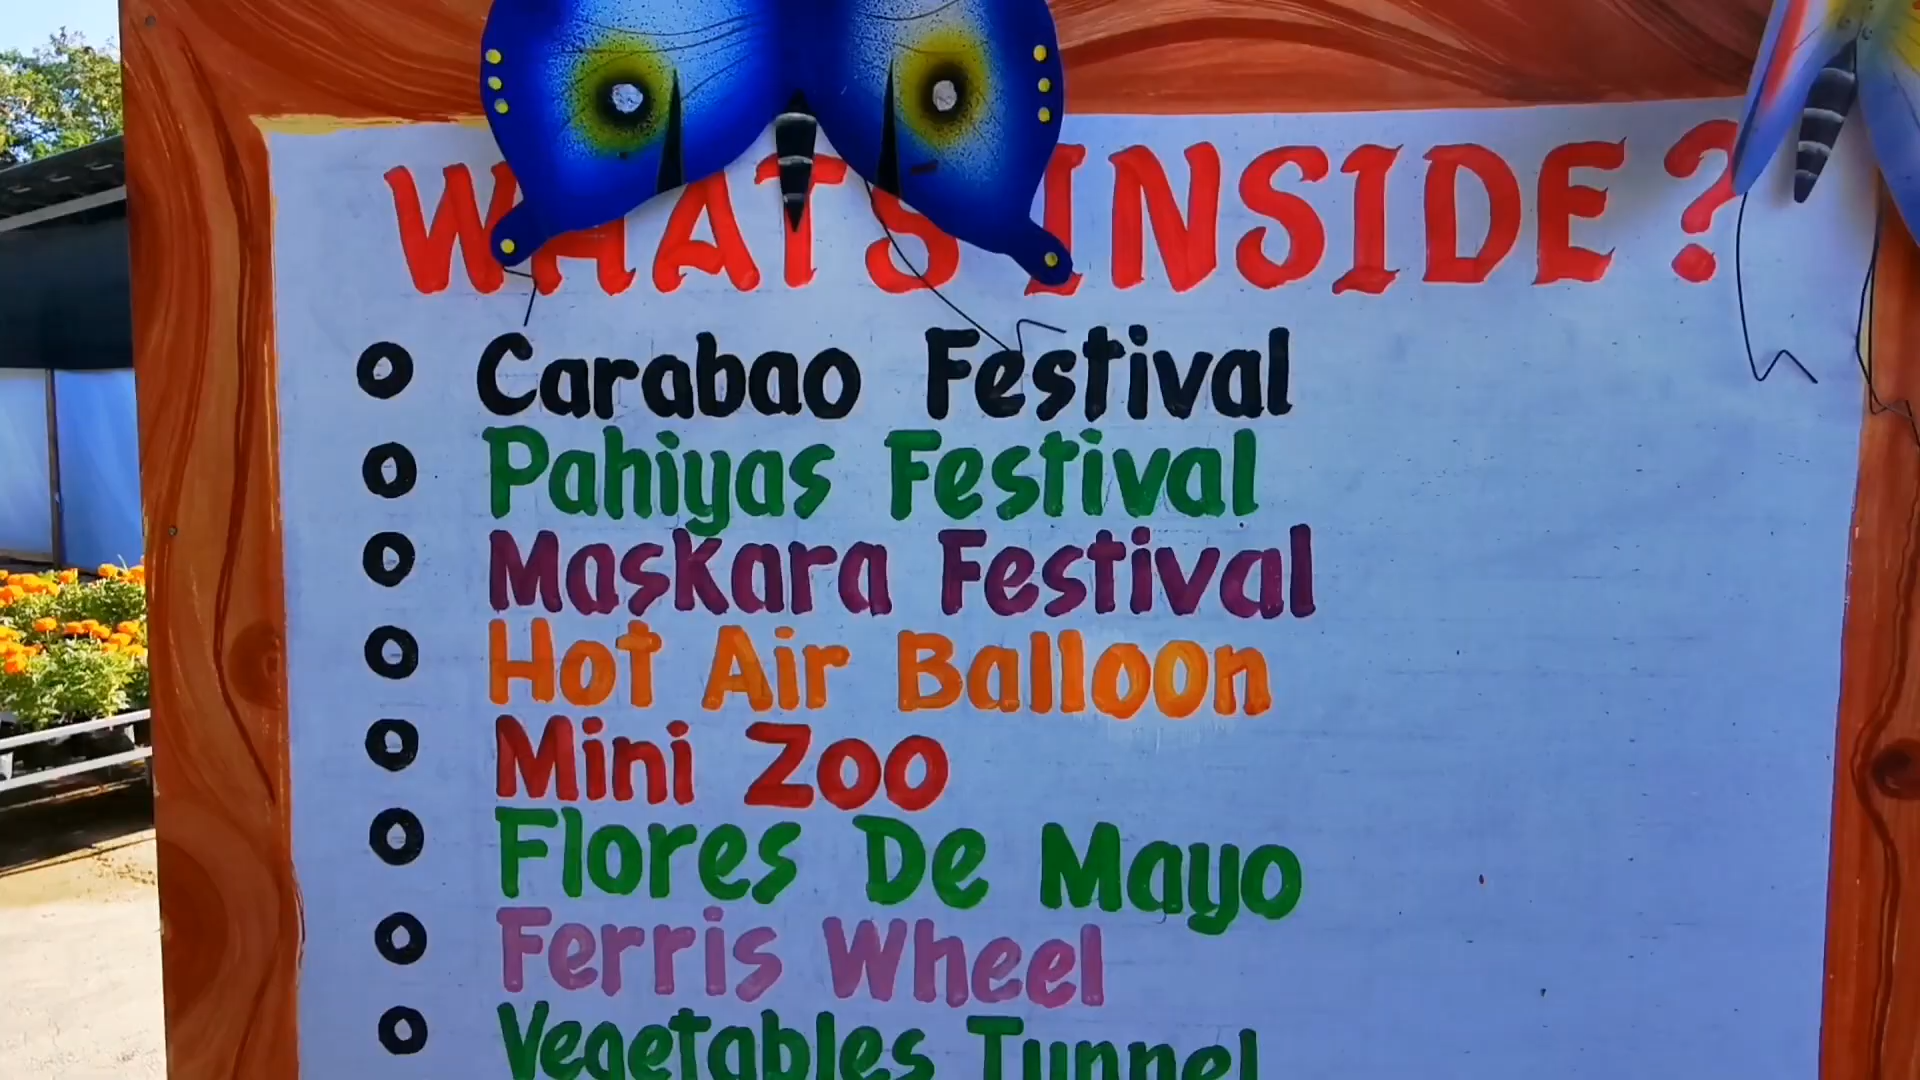 WHATS INSIDE?
Carabao Festival
Pahiyas Festival
Maskara Festival
Hot Air Balloon
Mini Zoo
Flores De Mayo
Ferris Wheel
Vegetables Tunnel